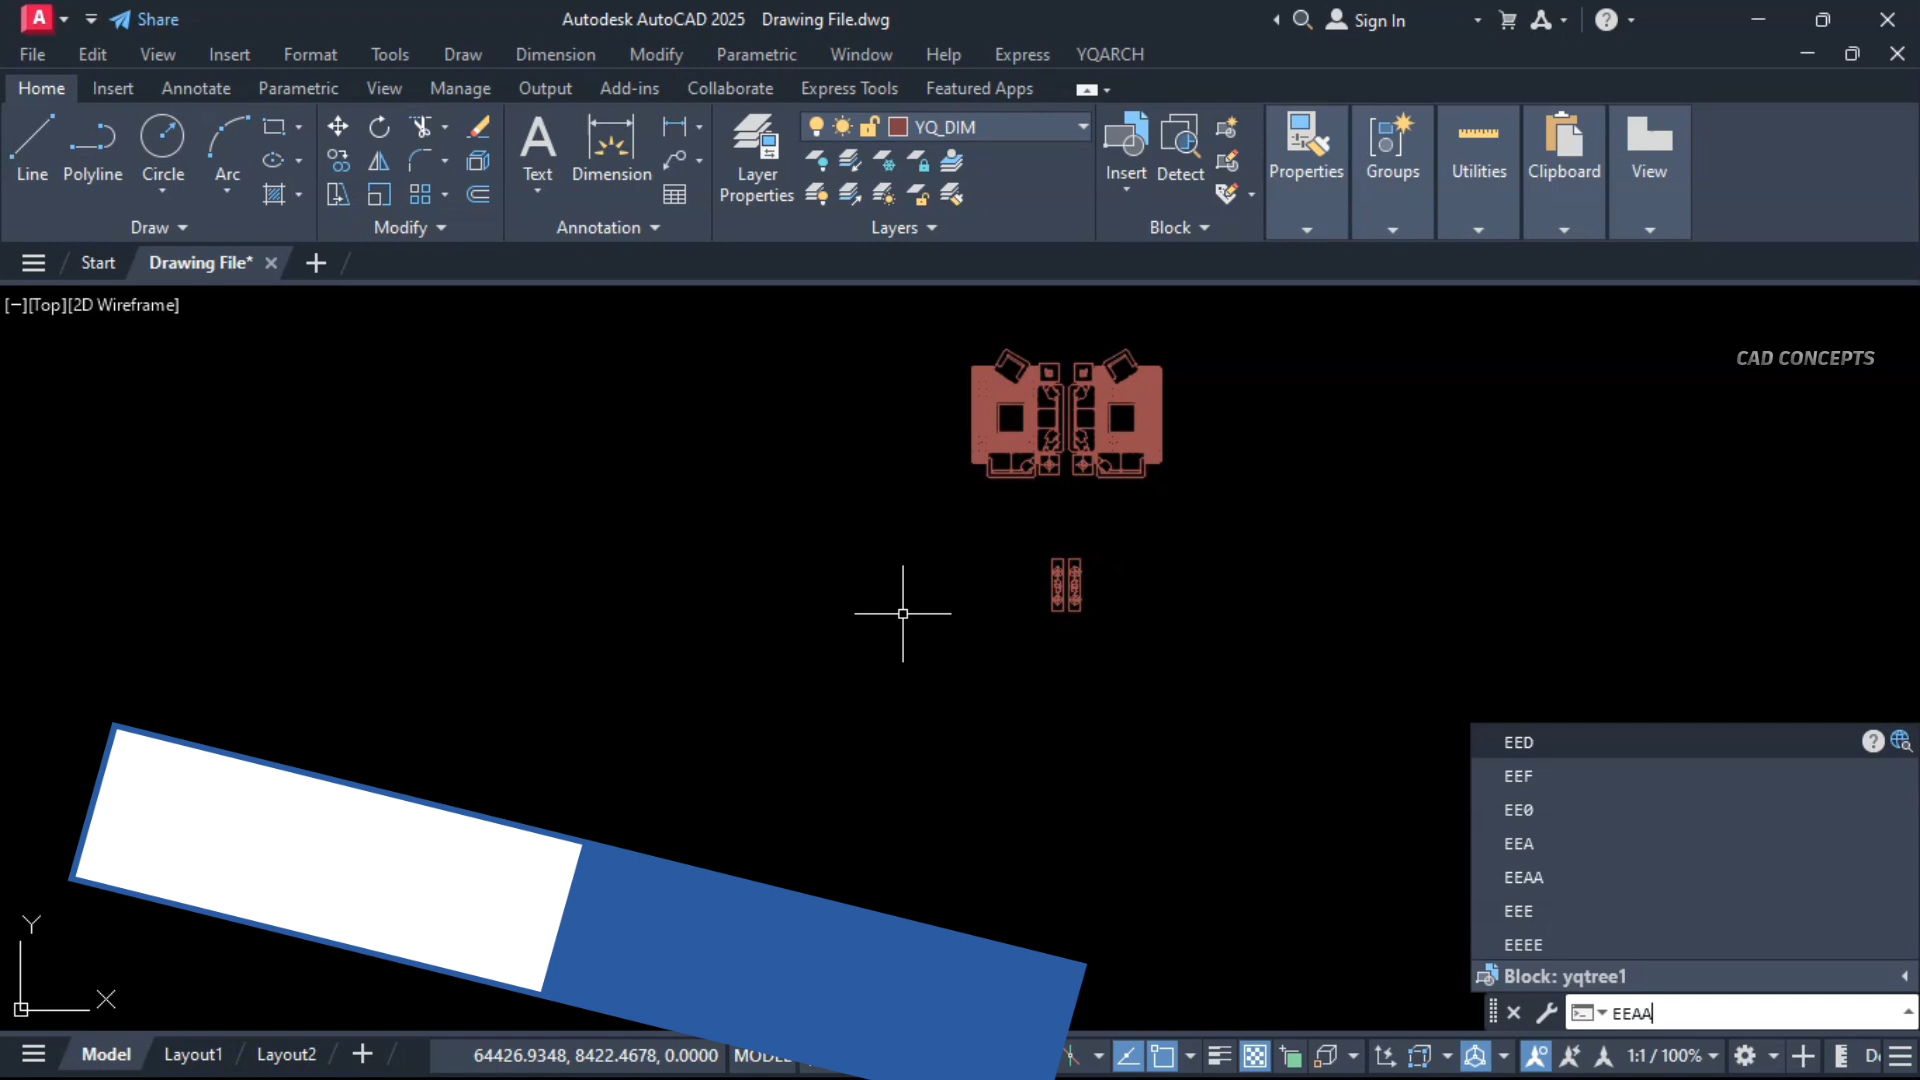 A Share Autodesk AutoCAD 2025 Drawing File.dwg Sign In
File Edit View Insert Format Tools Draw Dimension Modify Parametric Window Help Express YQARCH
Home Insert Annotate Parametric View Manage Output Add-ins Collaborate Express Tools Featured Apps
YQ_DIM
Line Polyline Circle Arc Text Dimension Layer Properties Insert Detect Properties Groups Utilities Clipboard View
Draw Modify Annotation Layers Block
Start Drawing File*
[−][Top][2D Wireframe]
CAD CONCEPTS
EED
EEF
EE0
EEA
EEAA
EEE
EEEE
Block: yqtree1
EEAA
Y
X
Model Layout1 Layout2 64426.9348, 8422.4678, 0.0000 MODEL 1:1 / 100%